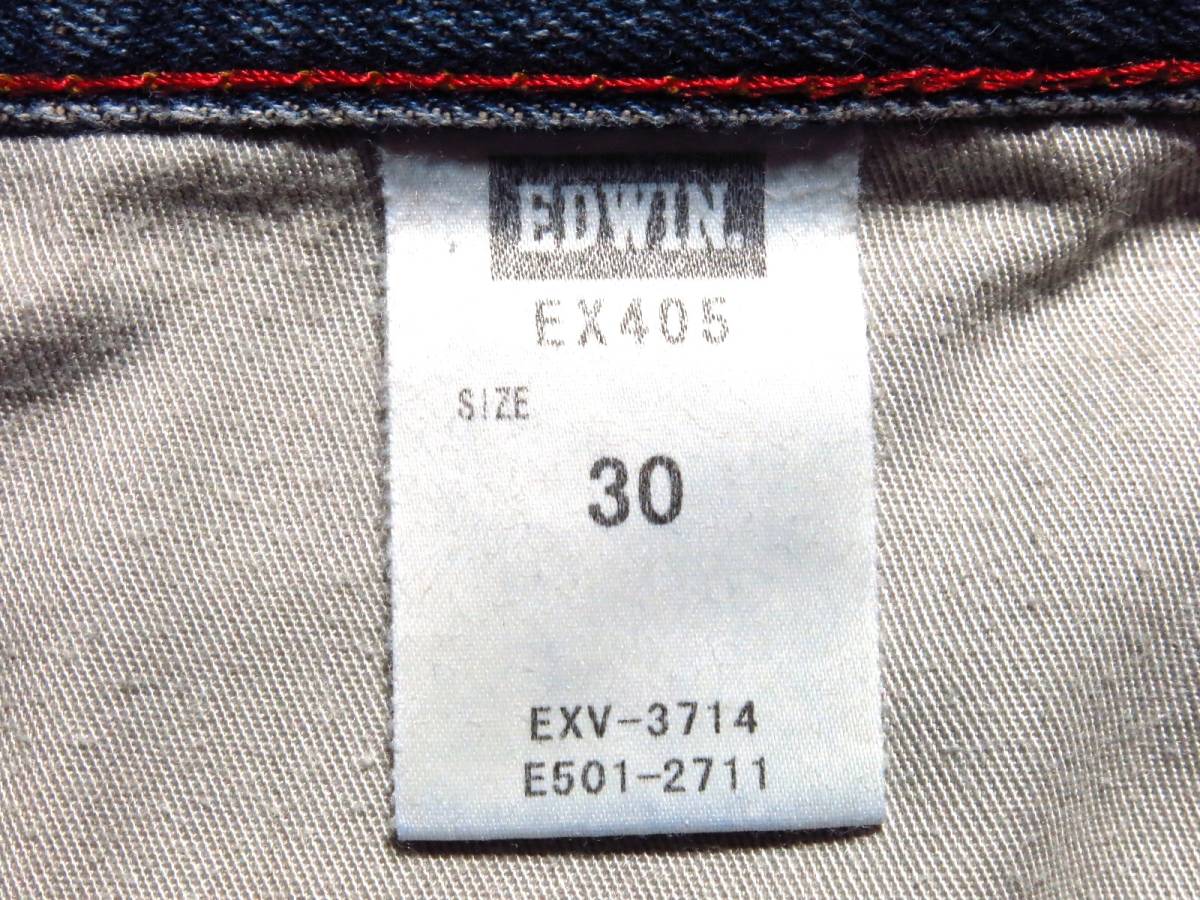 EDWIN.
EX405
SIZE
30
EXV-3714
E501-2711